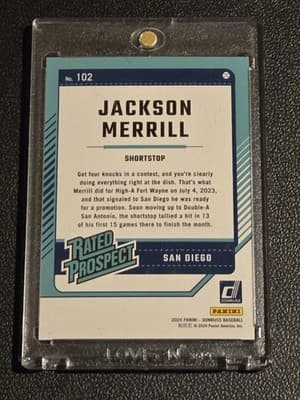 No. 102
JACKSON
MERRILL
SHORTSTOP
Get four knocks in a contest, and you're clearly
doing everything right at the dish. That's what
Merrill did for High-A Fort Wayne on July 4, 2023,
and that signaled to San Diego he was ready
for a promotion. Soon moving up to Double-A
San Antonio, the shortstop tallied a hit in 13
of his first 15 games there to finish the month.
RATED
PROSPECT
SAN DIEGO
DONRUSS
PANINI
2024 PANINI - DONRUSS BASEBALL
© 2024 Panini America, Inc.